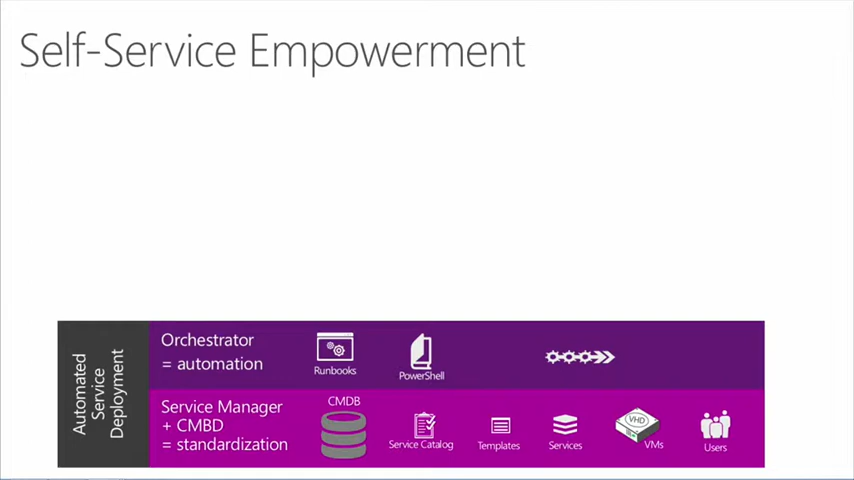 Self-Service Empowerment
Automated
Service
Deployment
Orchestrator
= automation
Runbooks
PowerShell
Service Manager
+ CMBD
= standardization
CMDB
Service Catalog
Templates
Services
VHD
VMs
Users